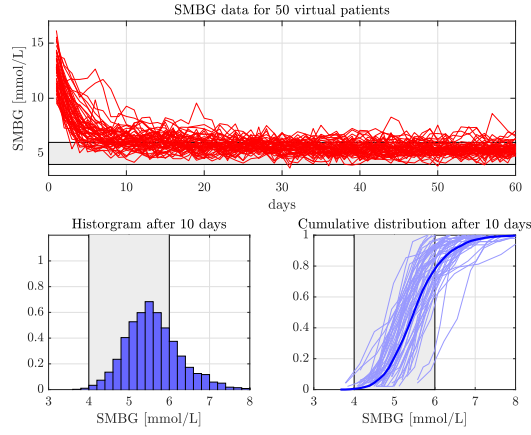 SMBG data for 50 virtual patients
SMBG [mmol/L]
15
10
5
0 10 20 30 40 50 60
days
Historgram after 10 days
1
0.8
0.6
0.4
0.2
0
3 4 5 6 7 8
SMBG [mmol/L]
Cumulative distribution after 10 days
1
0.8
0.6
0.4
0.2
0
3 4 5 6 7 8
SMBG [mmol/L]